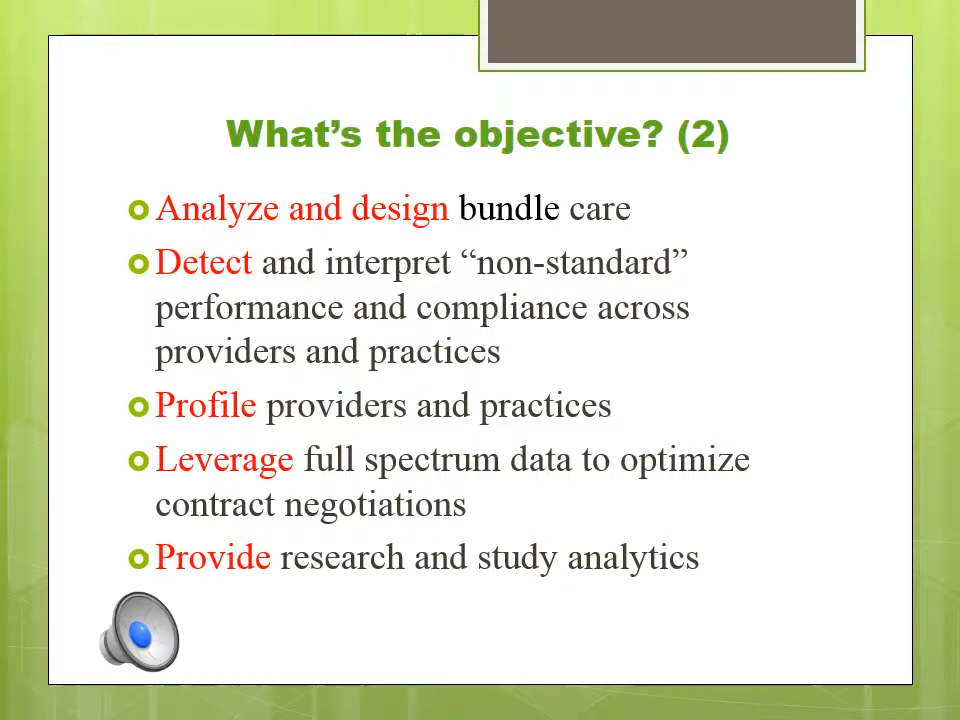 What’s the objective? (2)
Analyze and design bundle care
Detect and interpret “non-standard”
performance and compliance across
providers and practices
Profile providers and practices
Leverage full spectrum data to optimize
contract negotiations
Provide research and study analytics